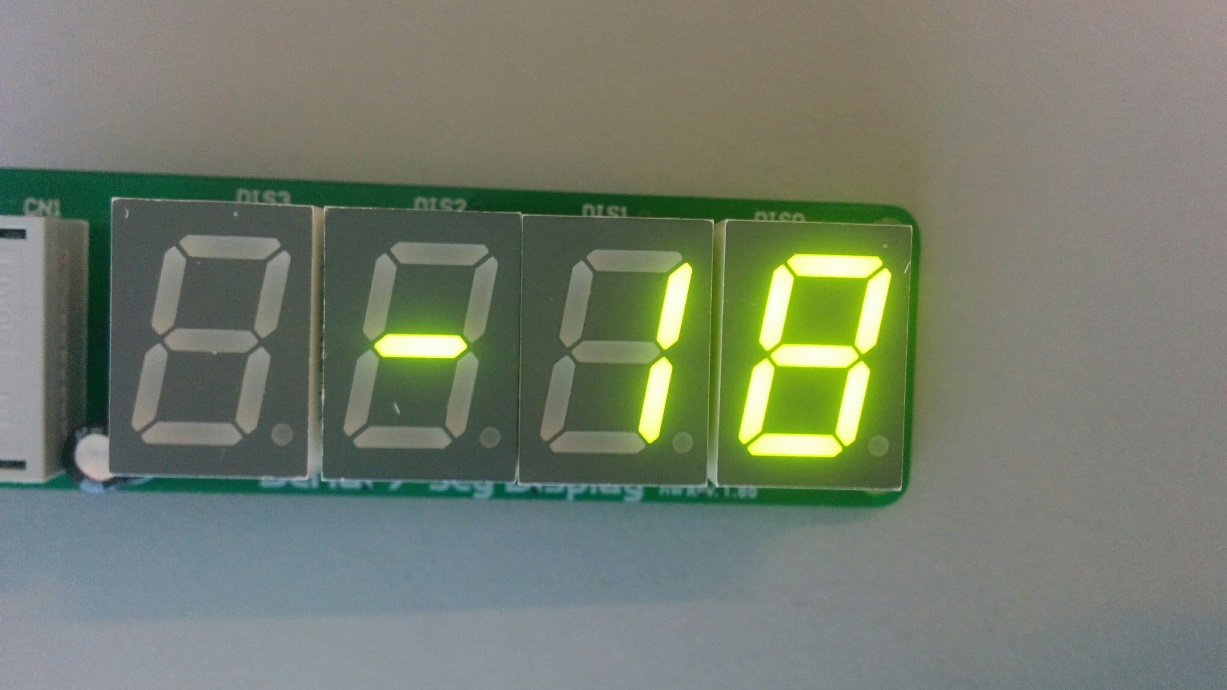 CN1 DIS3 DIS2 DIS1 DIS0
-18
Serial 7-Seg Display